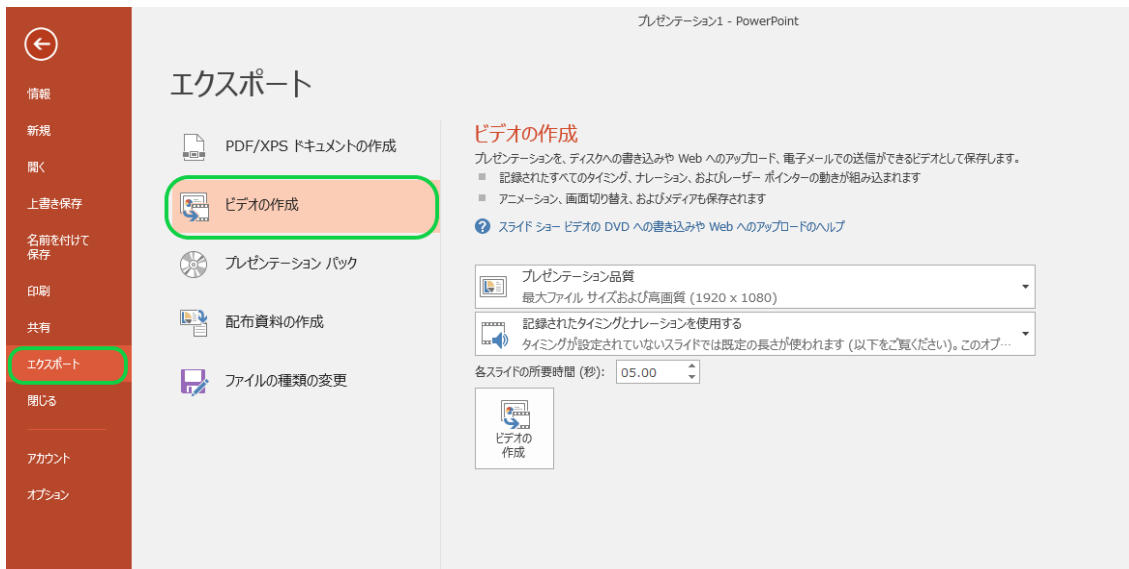 プレゼンテーション1 - PowerPoint
情報
新規
開く
上書き保存
名前を付けて
保存
印刷
共有
エクスポート
閉じる
アカウント
オプション
エクスポート
PDF/XPS ドキュメントの作成
ビデオの作成
プレゼンテーション パック
配布資料の作成
ファイルの種類の変更
ビデオの作成
プレゼンテーションを、ディスクへの書き込みや Web へのアップロード、電子メールでの送信ができるビデオとして保存します。
記録されたすべてのタイミング、ナレーション、およびレーザー ポインターの動きが組み込まれます
アニメーション、画面切り替え、およびメディアも保存されます
スライド ショー ビデオの DVD への書き込みや Web へのアップロードのヘルプ
プレゼンテーション品質
最大ファイル サイズおよび高画質 (1920 x 1080)
記録されたタイミングとナレーションを使用する
タイミングが設定されていないスライドでは既定の長さが使われます (以下をご覧ください)。このオプ…
各スライドの所要時間 (秒): 05.00
ビデオの
作成